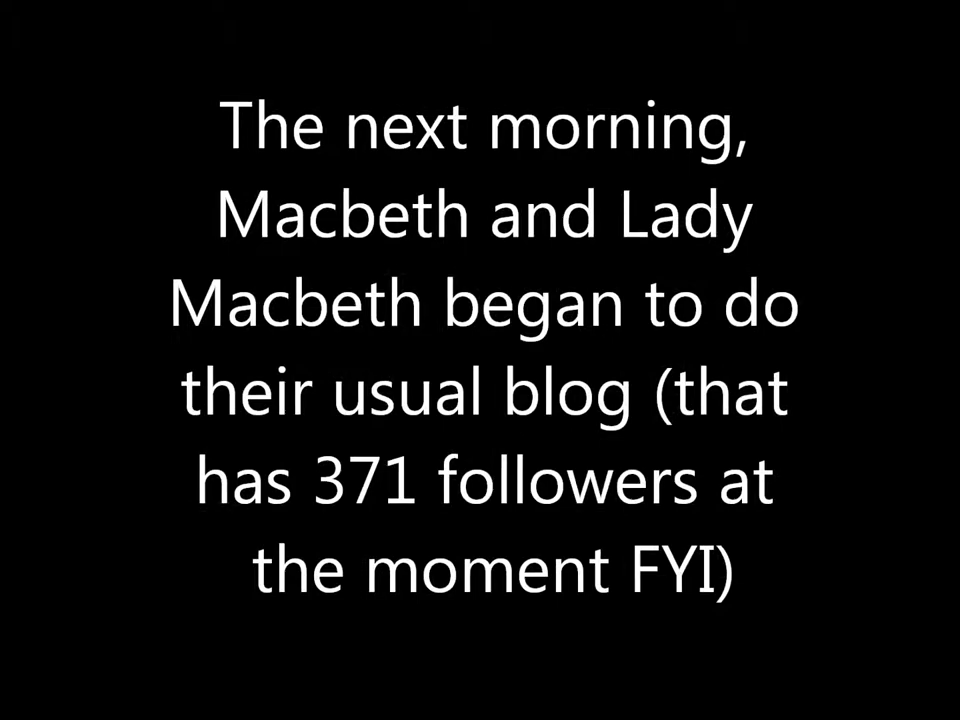 The next morning,
Macbeth and Lady
Macbeth began to do
their usual blog (that
has 371 followers at
the moment FYI)